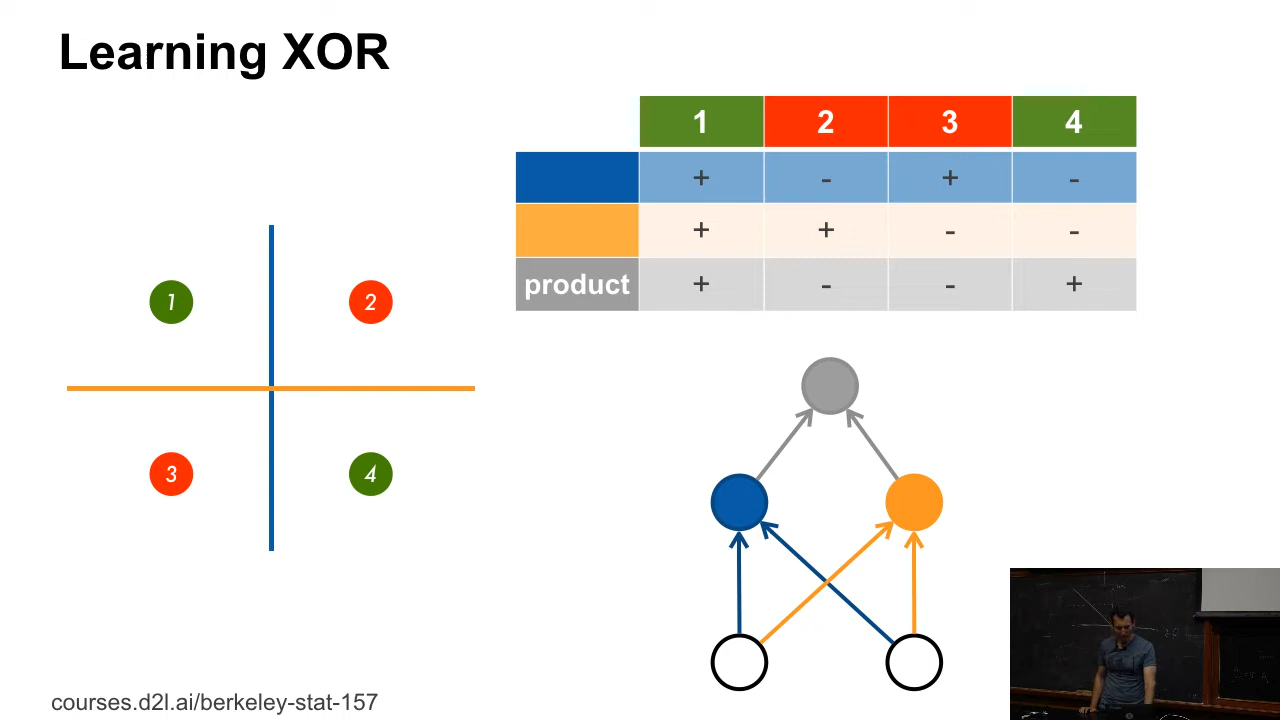 Learning XOR
1 2 3 4
+ - + -
+ + - -
product + - - +
1 2
3 4
courses.d2l.ai/berkeley-stat-157